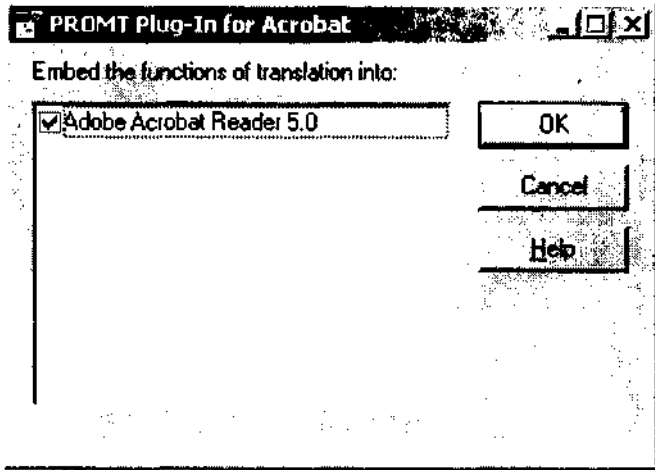 PROMT Plug-In for Acrobat
Embed the functions of translation into:
Adobe Acrobat Reader 5.0
OK
Cancel
Help